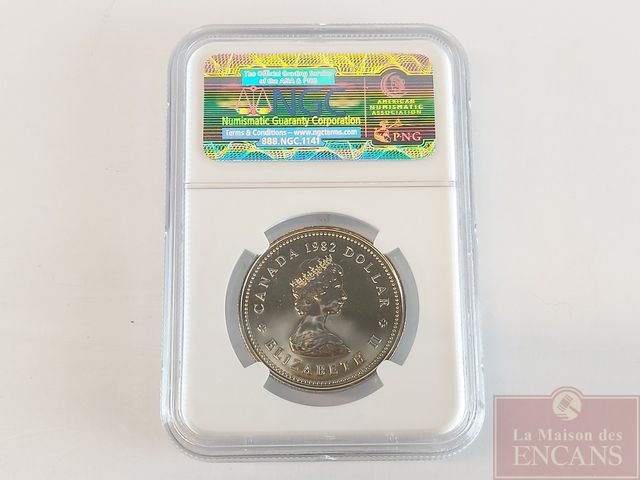 The Official Grading Service
of the ANA & PNG
NGC
Numismatic Guaranty Corporation
Terms & Conditions – www.ngcterms.com
888.NGC.1141
AMERICAN
NUMISMATIC
ASSOCIATION
PNG
CANADA 1982 DOLLAR
ELIZABETH II
La Maison des
ENCANS